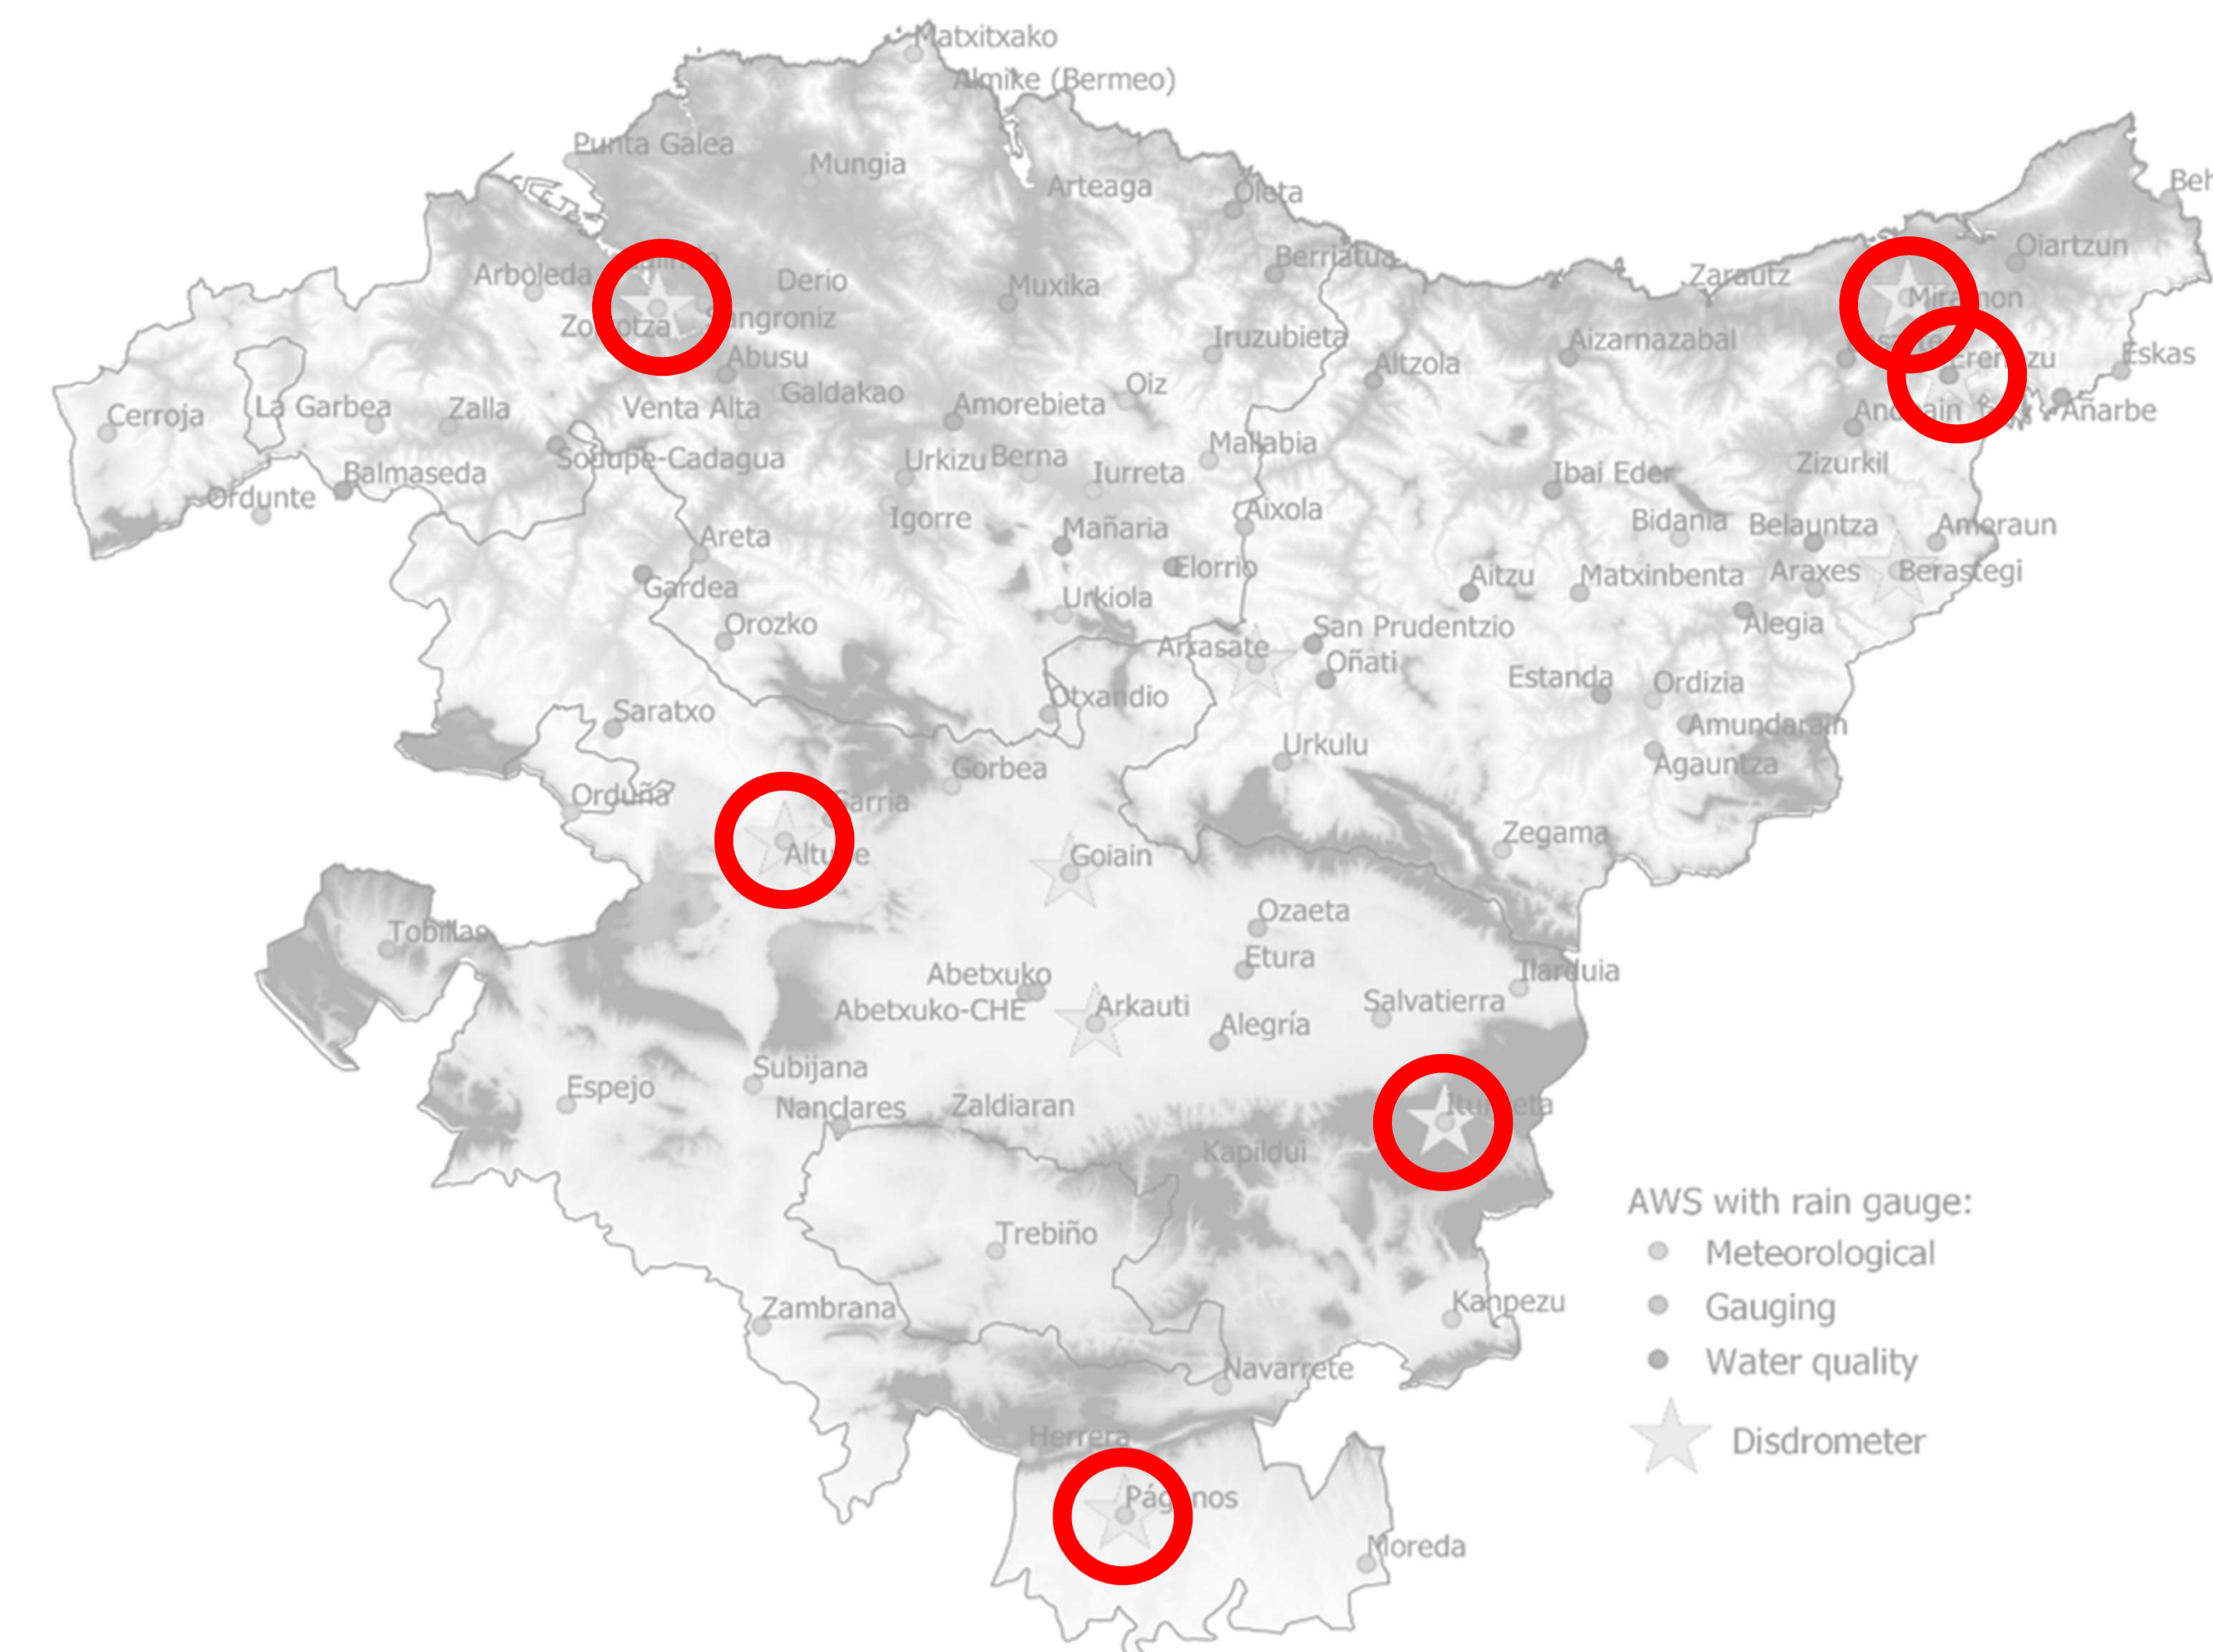 Matxitxako
Almike (Bermeo)
Punta Galea
Mungia
Arteaga
Oleta
Oiartzun
Berriatua
Zarautz
Arboleda
Derio
Muxika
Miramon
Sangroniz
Iruzubieta
Aizarnazabal
Abusu
Altzola
Eskas
Oiz
Cerroja
La Garbea
Zalla
Venta Alta
Galdakao
Amorebieta
Añarbe
Mallabia
Sodupe-Cadagua
Urkizu
Berna
Iurreta
Ibai Eder
Zizurkil
Balmaseda
Ordunte
Igorre
Aixola
Bidania
Belauntza
Ameraun
Areta
Mañaria
Gardea
Elorrio
Aitzu
Matxinbenta
Araxes
Berastegi
Urkiola
Orozko
San Prudentzio
Alegia
Arrasate
Oñati
Estanda
Ordizia
Otxandio
Saratxo
Amundarain
Urkulu
Agauntza
Gorbea
Orduña
Sarria
Zegama
Goiain
Ozaeta
Tobillas
Etura
Abetxuko
Ilarduia
Abetxuko-CHE
Arkauti
Salvatierra
Alegría
Subijana
Espejo
Nanclares
Zaldiaran
Kapildui
Trebiño
Zambrana
Kanpezu
Navarrete
Herrera
Moreda
AWS with rain gauge:
Meteorological
Gauging
Water quality
Disdrometer